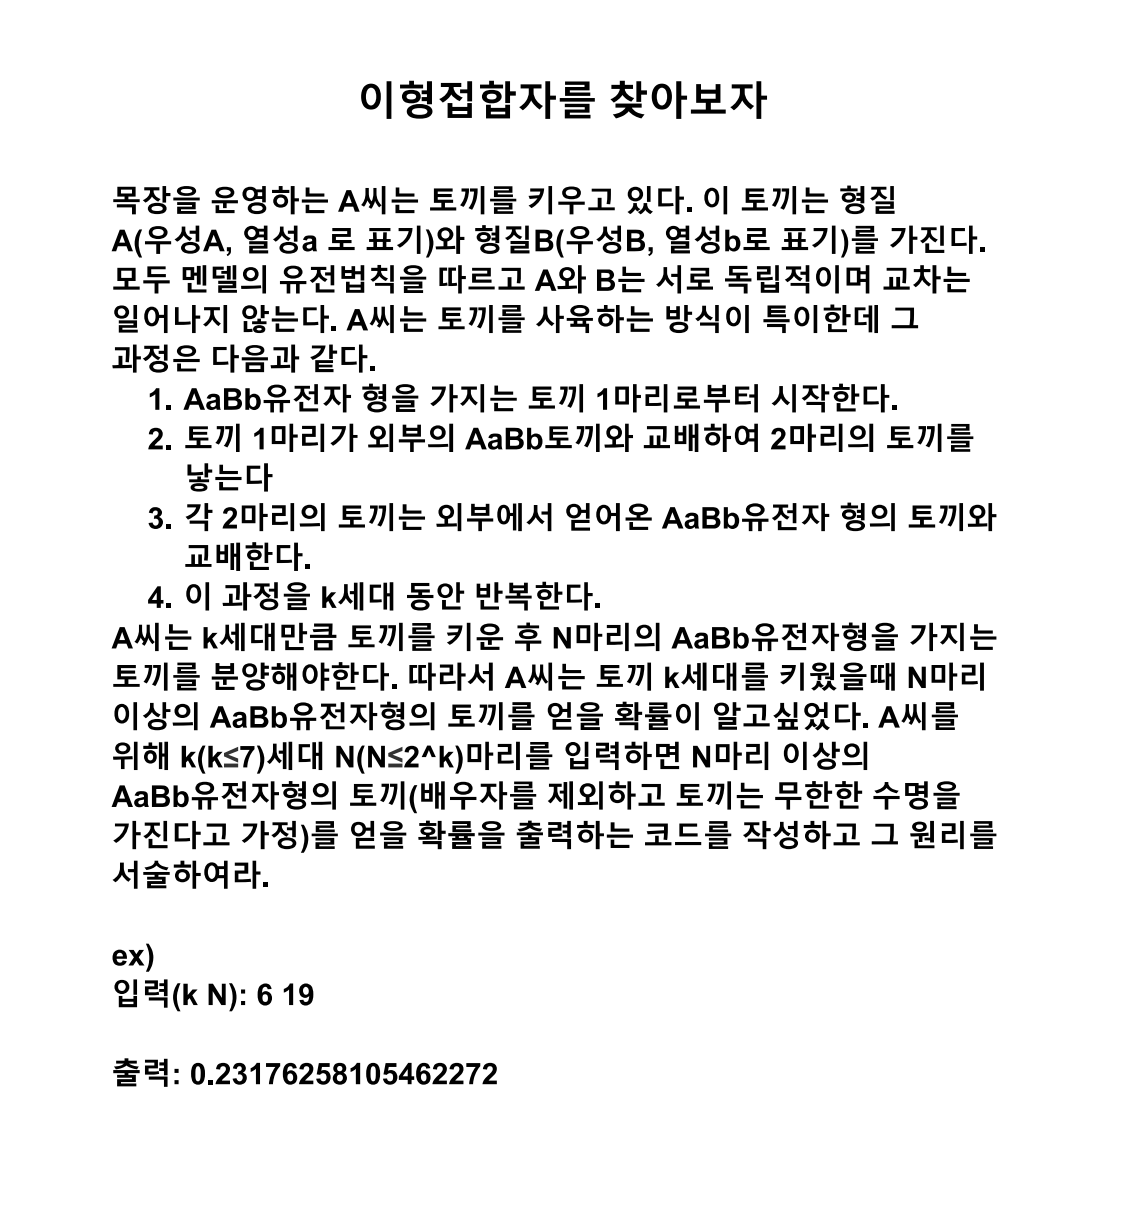 이형접합자를 찾아보자
목장을 운영하는 A씨는 토끼를 키우고 있다. 이 토끼는 형질
A(우성A, 열성a 로 표기)와 형질B(우성B, 열성b로 표기)를 가진다.
모두 멘델의 유전법칙을 따르고 A와 B는 서로 독립적이며 교차는
일어나지 않는다. A씨는 토끼를 사육하는 방식이 특이한데 그
과정은 다음과 같다.
1. AaBb유전자 형을 가지는 토끼 1마리로부터 시작한다.
2. 토끼 1마리가 외부의 AaBb토끼와 교배하여 2마리의 토끼를
낳는다
3. 각 2마리의 토끼는 외부에서 얻어온 AaBb유전자 형의 토끼와
교배한다.
4. 이 과정을 k세대 동안 반복한다.
A씨는 k세대만큼 토끼를 키운 후 N마리의 AaBb유전자형을 가지는
토끼를 분양해야한다. 따라서 A씨는 토끼 k세대를 키웠을때 N마리
이상의 AaBb유전자형의 토끼를 얻을 확률이 알고싶었다. A씨를
위해 k(k≤7)세대 N(N≤2^k)마리를 입력하면 N마리 이상의
AaBb유전자형의 토끼(배우자를 제외하고 토끼는 무한한 수명을
가진다고 가정)를 얻을 확률을 출력하는 코드를 작성하고 그 원리를
서술하여라.
ex)
입력(k N): 6 19
출력: 0.23176258105462272